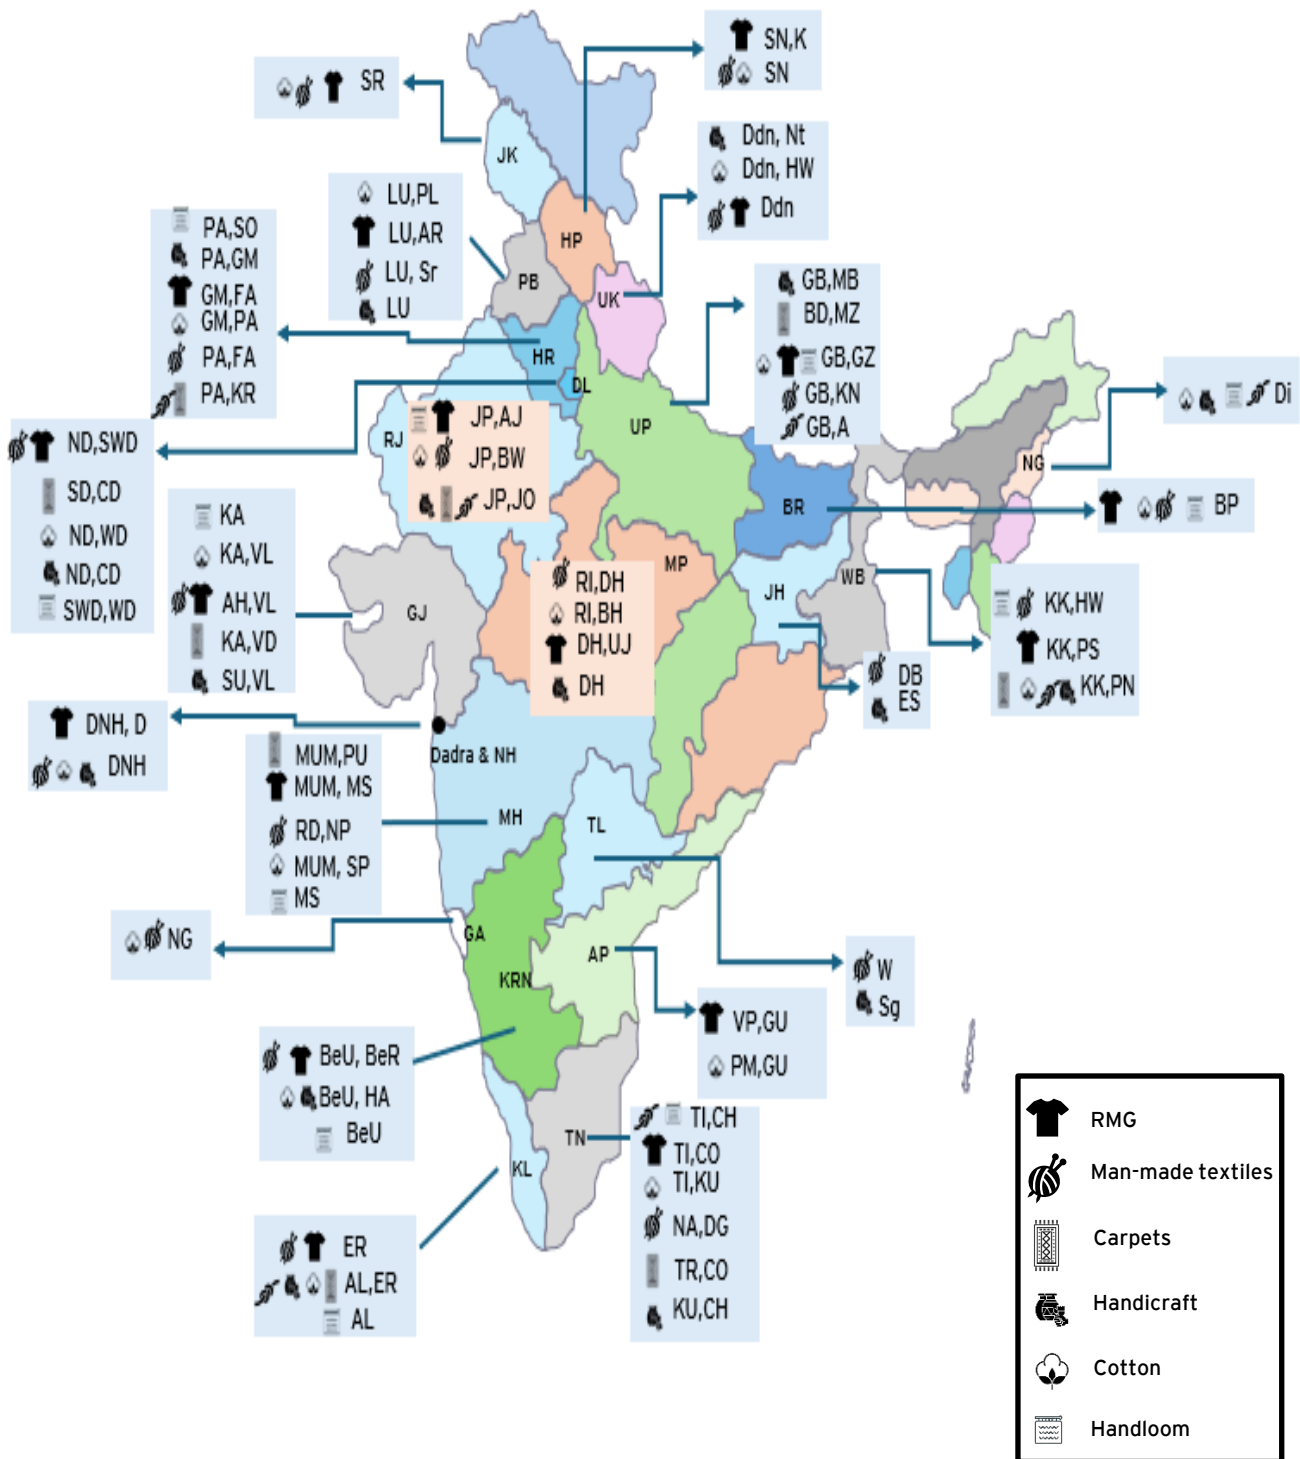 SN,K
SN
SR
Ddn, Nt
Ddn, HW
Ddn
JK
LU,PL
LU,AR
LU, Sr
LU
HP
PB
UK
PA,SO
PA,GM
GM,FA
GM,PA
PA,FA
PA,KR
GB,MB
BD,MZ
GB,GZ
GB,KN
GB,A
HR
DL
Di
UP
RJ
JP,AJ
JP,BW
JP,JO
ND,SWD
SD,CD
ND,WD
ND,CD
SWD,WD
NG
BR
BP
KA
KA,VL
AH,VL
KA,VD
SU,VL
GJ
MP
RI,DH
RI,BH
DH,UJ
DH
JH
WB
KK,HW
KK,PS
KK,PN
DB
ES
DNH, D
DNH
Dadra & NH
MUM,PU
MUM, MS
RD,NP
MUM, SP
MS
MH
TL
NG
GA
KRN
AP
W
Sg
VP,GU
PM,GU
BeU, BeR
BeU, HA
BeU
TN
KL
TI,CH
TI,CO
TI,KU
NA,DG
TR,CO
KU,CH
ER
AL,ER
AL
RMG
Man-made textiles
Carpets
Handicraft
Cotton
Handloom